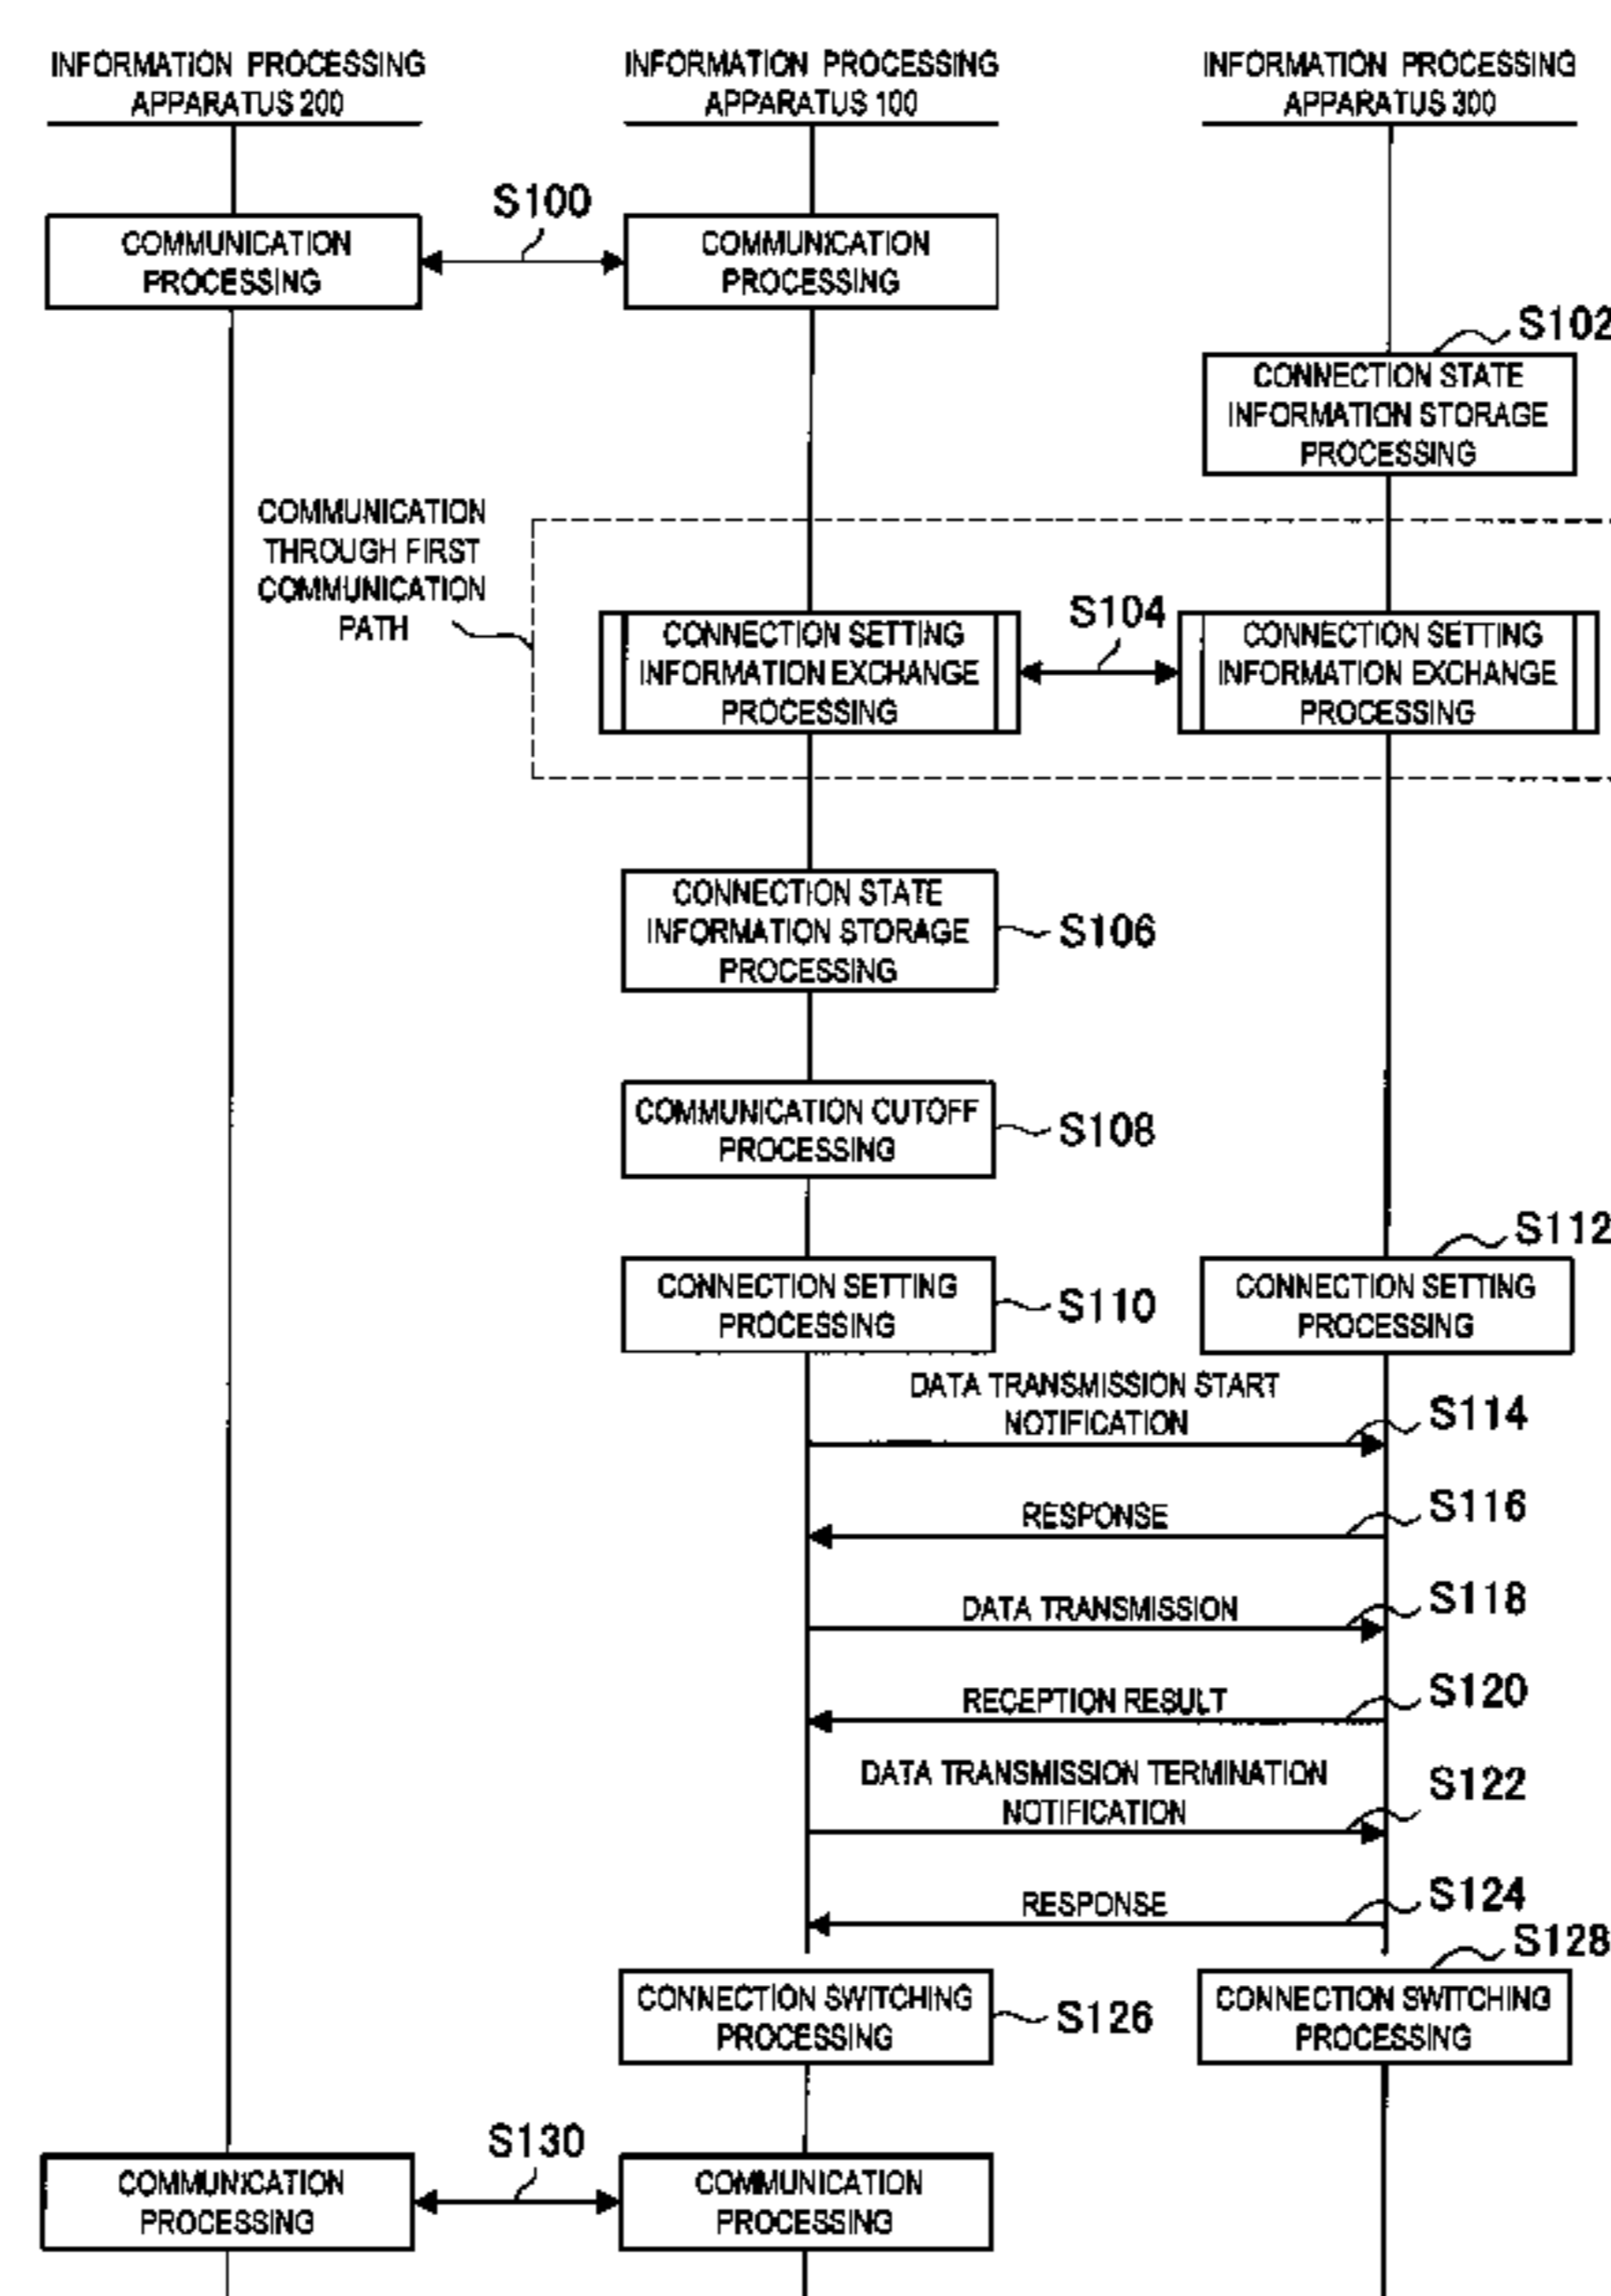 INFORMATION PROCESSING
APPARATUS 200
INFORMATION PROCESSING
APPARATUS 100
INFORMATION PROCESSING
APPARATUS 300
S100
COMMUNICATION
PROCESSING
COMMUNICATION
PROCESSING
S102
CONNECTION STATE
INFORMATION STORAGE
PROCESSING
COMMUNICATION
THROUGH FIRST
COMMUNICATION
PATH
CONNECTION SETTING
INFORMATION EXCHANGE
PROCESSING
S104
CONNECTION SETTING
INFORMATION EXCHANGE
PROCESSING
CONNECTION STATE
INFORMATION STORAGE
PROCESSING
S106
COMMUNICATION CUTOFF
PROCESSING
S108
S112
CONNECTION SETTING
PROCESSING
S110
CONNECTION SETTING
PROCESSING
DATA TRANSMISSION START
NOTIFICATION
S114
RESPONSE
S116
DATA TRANSMISSION
S118
RECEPTION RESULT
S120
DATA TRANSMISSION TERMINATION
NOTIFICATION
S122
RESPONSE
S124
S128
CONNECTION SWITCHING
PROCESSING
S126
CONNECTION SWITCHING
PROCESSING
S130
COMMUNICATION
PROCESSING
COMMUNICATION
PROCESSING